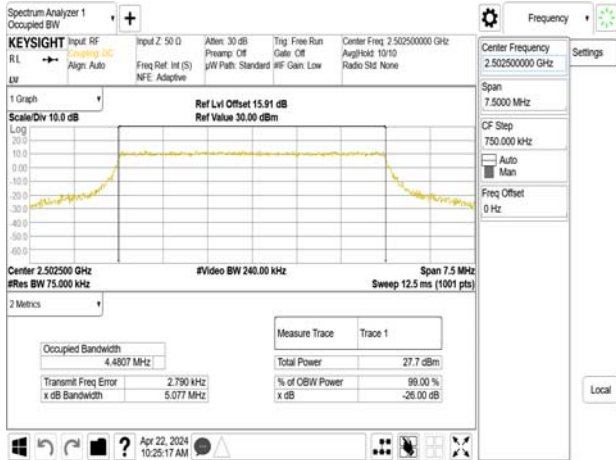 Spectrum Analyzer 1
Occupied BW
+
Frequency
KEYSIGHT
RL
Input: RF
Coupling: DC
Align: Auto
Input Z: 50 Ω
Freq Ref: Int (S)
NFE: Adaptive
Atten: 30 dB
Preamp: Off
µW Path: Standard
Trig: Free Run
Gate: Off
#IF Gain: Low
Center Freq: 2.502500000 GHz
Avg|Hold: 10/10
Radio Std: None
LXI
Center Frequency
2.502500000 GHz
Settings
Span
7.5000 MHz
CF Step
750.000 kHz
Auto
Man
Freq Offset
0 Hz
Local
1 Graph
Scale/Div 10.0 dB
Ref Lvl Offset 15.91 dB
Ref Value 30.00 dBm
Log
20.0
10.0
0.00
-10.0
-20.0
-30.0
-40.0
-50.0
-60.0
Center 2.502500 GHz
#Res BW 75.000 kHz
#Video BW 240.00 kHz
Span 7.5 MHz
Sweep 12.5 ms (1001 pts)
2 Metrics
Measure Trace
Trace 1
Occupied Bandwidth
4.4807 MHz
Total Power
27.7 dBm
Transmit Freq Error
2.790 kHz
% of OBW Power
99.00 %
x dB Bandwidth
5.077 MHz
x dB
-26.00 dB
?
Apr 22, 2024
10:25:17 AM